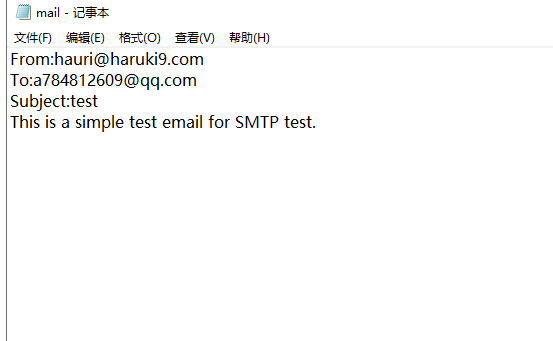 mail - 记事本
文件(F) 编辑(E) 格式(O) 查看(V) 帮助(H)
From:hauri@haruki9.com
To:a784812609@qq.com
Subject:test
This is a simple test email for SMTP test.